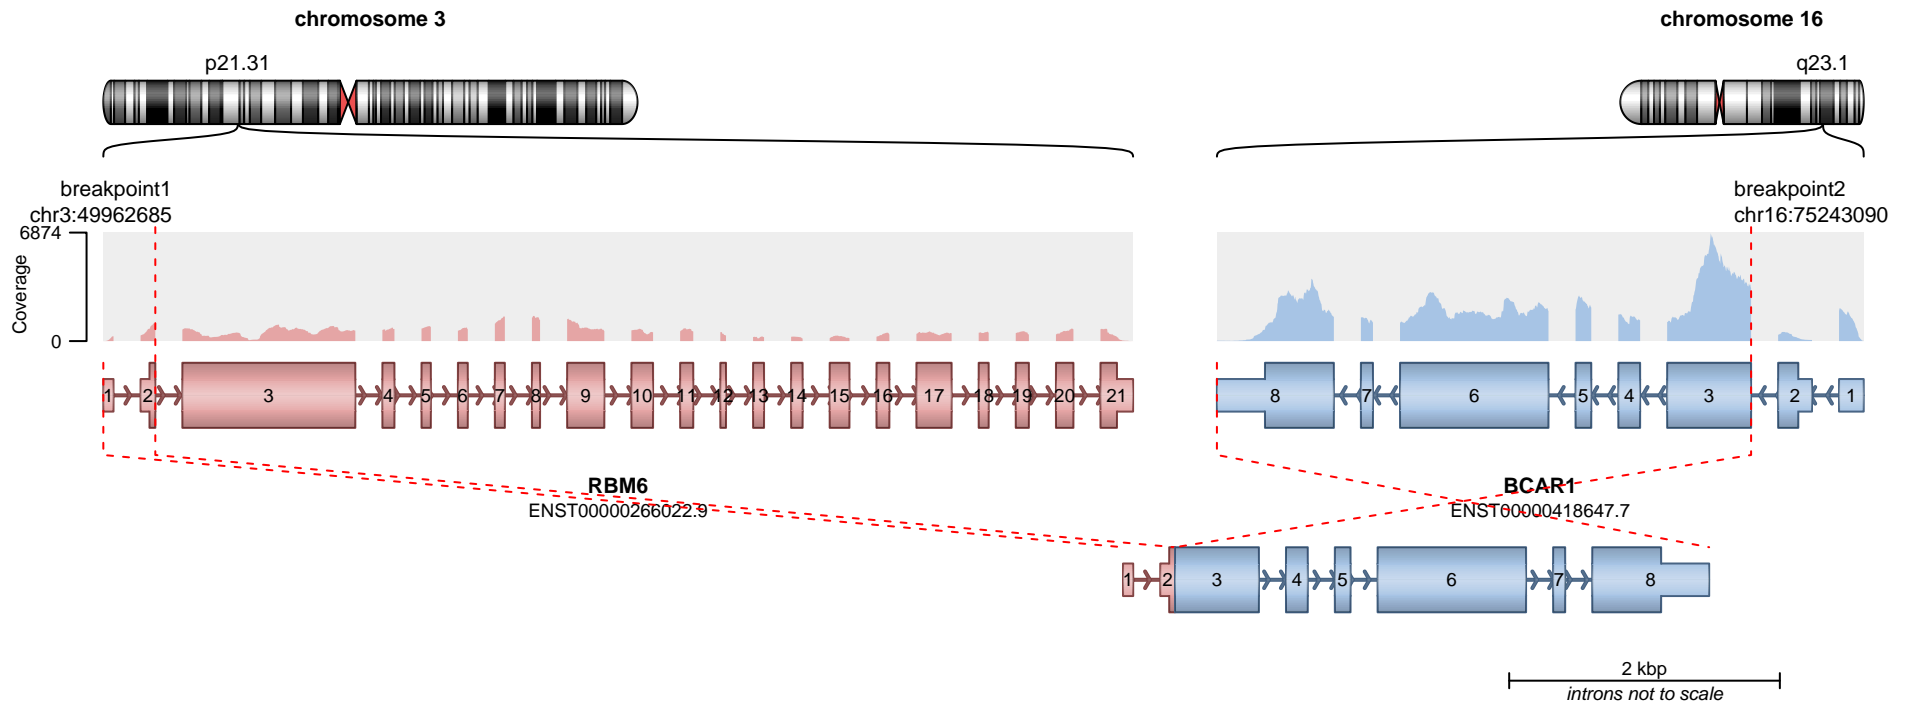 chromosome 3
chromosome 16
p21.31
q23.1
breakpoint1
chr3:49962685
breakpoint2
chr16:75243090
6874
Coverage
0
1 2 3 4 5 6 7 8 9 10 11 12 13 14 15 16 17 18 19 20 21
8 7 6 5 4 3 2 1
RBM6
ENST00000266022.9
BCAR1
ENST00000418647.7
1 2 3 4 5 6 7 8
2 kbp
introns not to scale